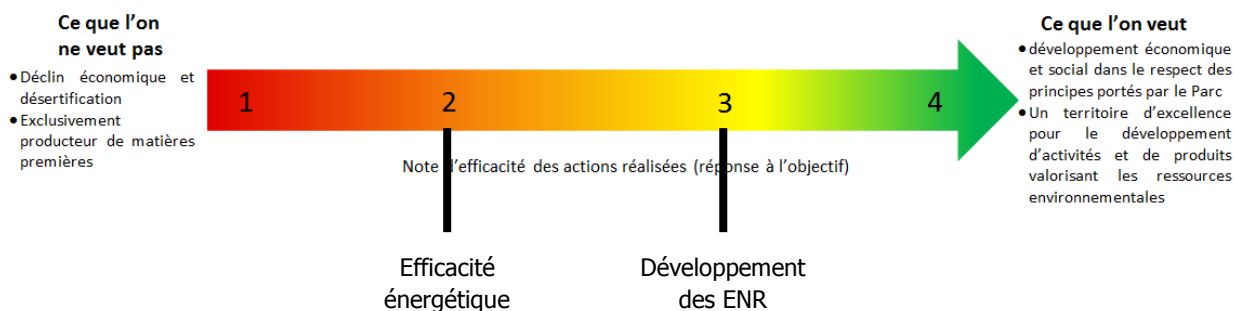 Ce que l'on
ne veut pas
• Déclin économique et
désertification
• Exclusivement
producteur de matières
premières
1
2
3
4
Note d'efficacité des actions réalisées (réponse à l'objectif)
Efficacité
énergétique
Développement
des ENR
Ce que l'on veut
• développement économique
et social dans le respect des
principes portés par le Parc
• Un territoire d'excellence
pour le développement
d'activités et de produits
valorisant les ressources
environnementales